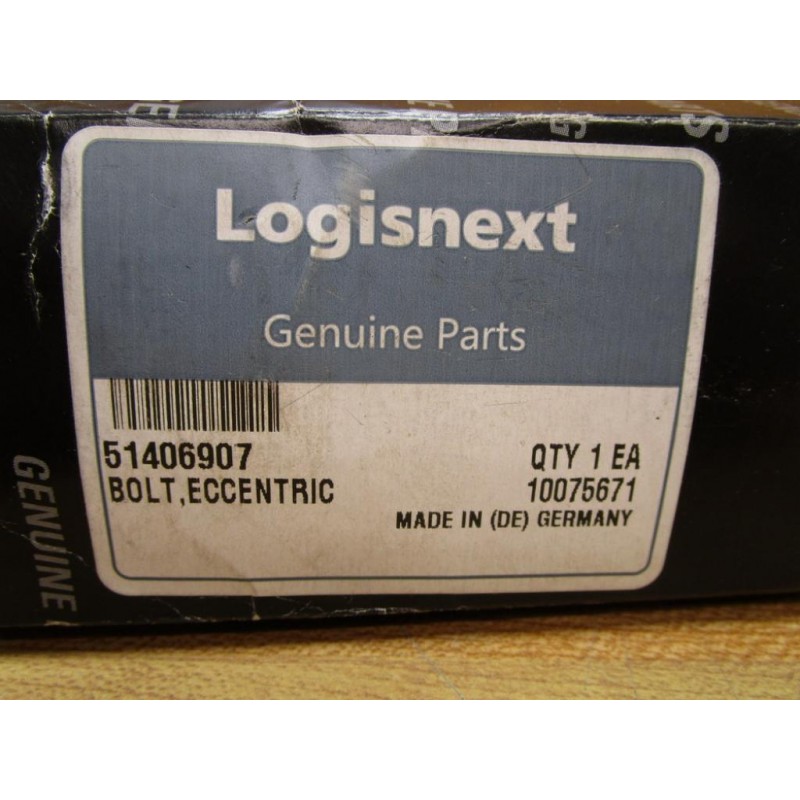 Logisnext
Genuine Parts
51406907
QTY 1 EA
BOLT,ECCENTRIC
10075671
MADE IN (DE) GERMANY
GENUINE